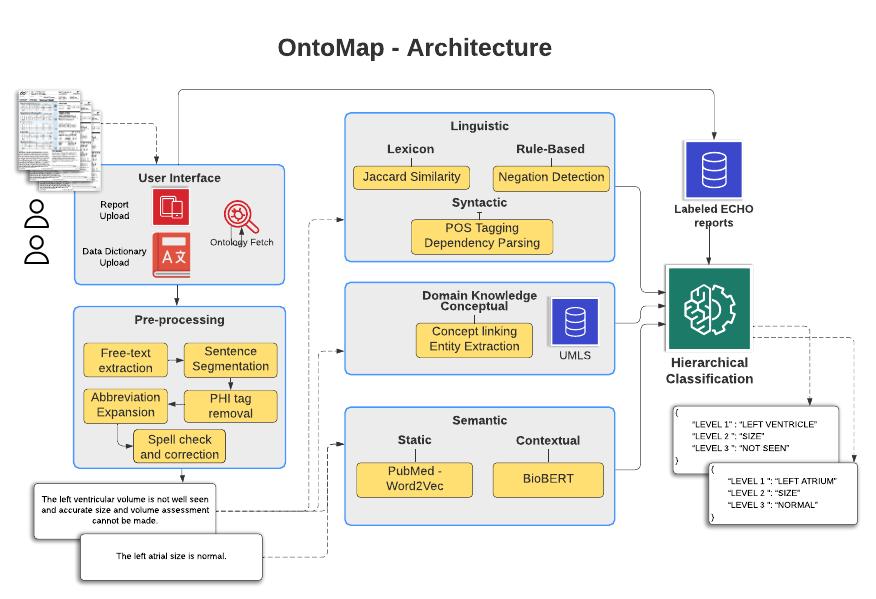 OntoMap - Architecture
User Interface
Report
Upload
Data Dictionary
Upload
Ontology Fetch
Pre-processing
Free-text
extraction
Sentence
Segmentation
Abbreviation
Expansion
PHI tag
removal
Spell check
and correction
The left ventricular volume is not well seen
and accurate size and volume assessment
cannot be made.
The left atrial size is normal.
Linguistic
Lexicon
Jaccard Similarity
Rule-Based
Negation Detection
Syntactic
POS Tagging
Dependency Parsing
Domain Knowledge
Conceptual
Concept linking
Entity Extraction
UMLS
Semantic
Static
PubMed -
Word2Vec
Contextual
BioBERT
Labeled ECHO
reports
Hierarchical
Classification
{
"LEVEL 1" : "LEFT VENTRICLE"
"LEVEL 2 ": "SIZE"
"LEVEL 3 ": "NOT SEEN"
}
{
"LEVEL 1 ": "LEFT ATRIUM"
"LEVEL 2 ": "SIZE"
"LEVEL 3 ": "NORMAL"
}